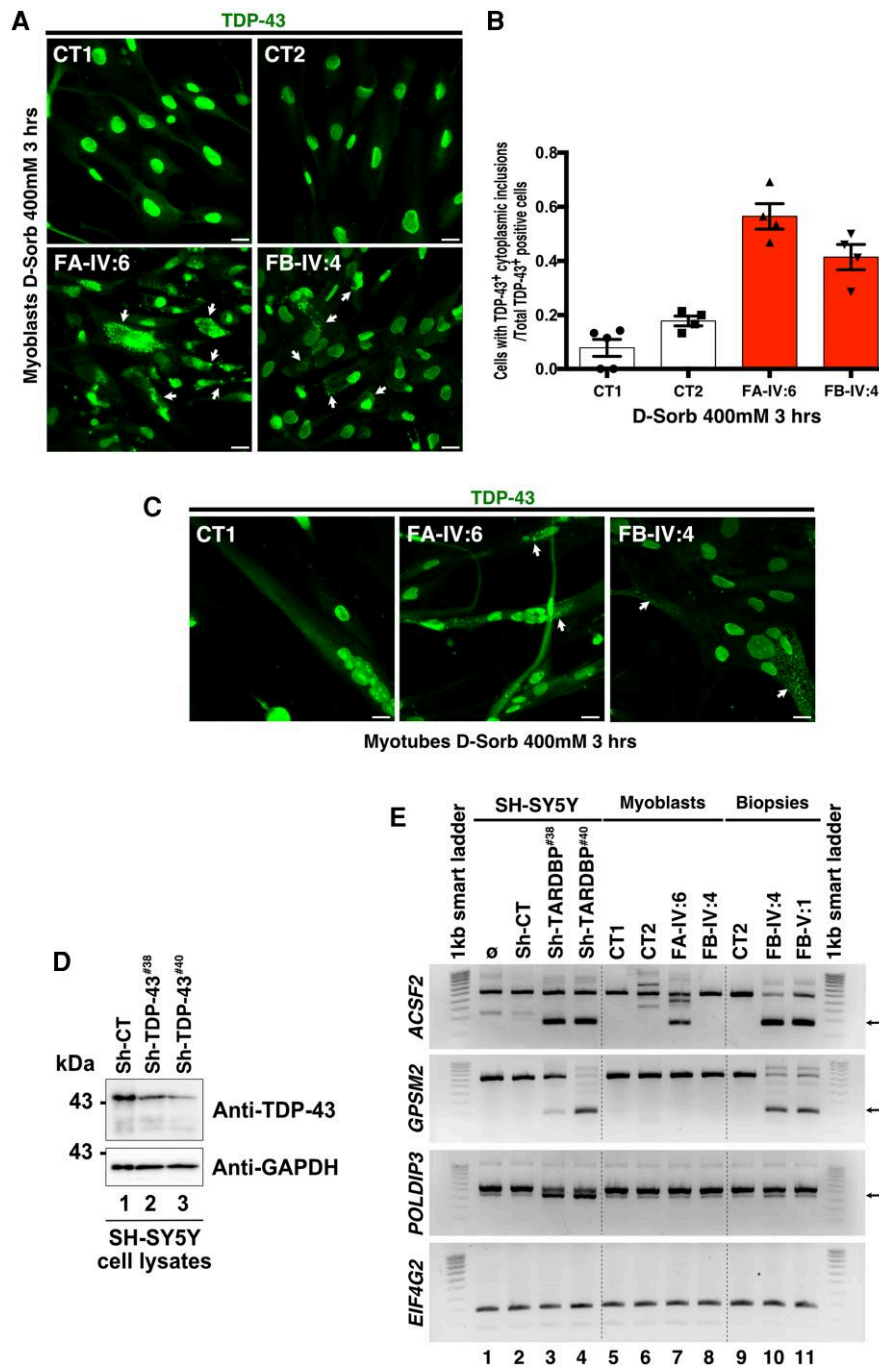 A
TDP-43
CT1
CT2
FA-IV:6
FB-IV:4
Myoblasts D-Sorb 400mM 3 hrs
B
Cells with TDP-43+ cytoplasmic inclusions
/Total TDP-43+ positive cells
0.8
0.6
0.4
0.2
0.0
CT1 CT2 FA-IV:6 FB-IV:4
D-Sorb 400mM 3 hrs
C
TDP-43
CT1
FA-IV:6
FB-IV:4
Myotubes D-Sorb 400mM 3 hrs
D
Sh-CT
Sh-TDP-43#38
Sh-TDP-43#40
kDa
43
Anti-TDP-43
43
Anti-GAPDH
1 2 3
SH-SY5Y
cell lysates
E
SH-SY5Y Myoblasts Biopsies
1kb smart ladder
ø
Sh-CT
Sh-TARDBP#38
Sh-TARDBP#40
CT1
CT2
FA-IV:6
FB-IV:4
CT2
FB-IV:4
FB-V:1
1kb smart ladder
ACSF2
GPSM2
POLDIP3
EIF4G2
1 2 3 4 5 6 7 8 9 10 11